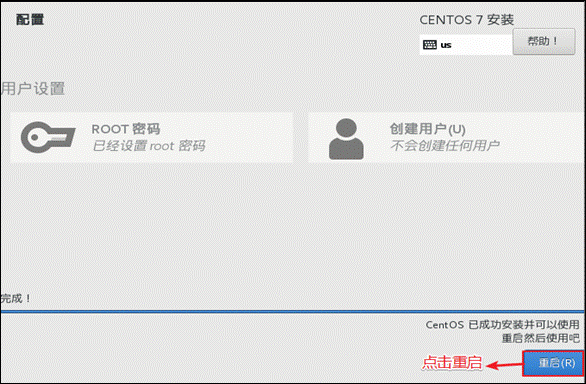 配置
CENTOS 7 安装
us
帮助！
用户设置
ROOT 密码
已经设置 root 密码
创建用户(U)
不会创建任何用户
完成！
CentOS 已成功安装并可以使用
重启然后使用吧
点击重启
重启(R)